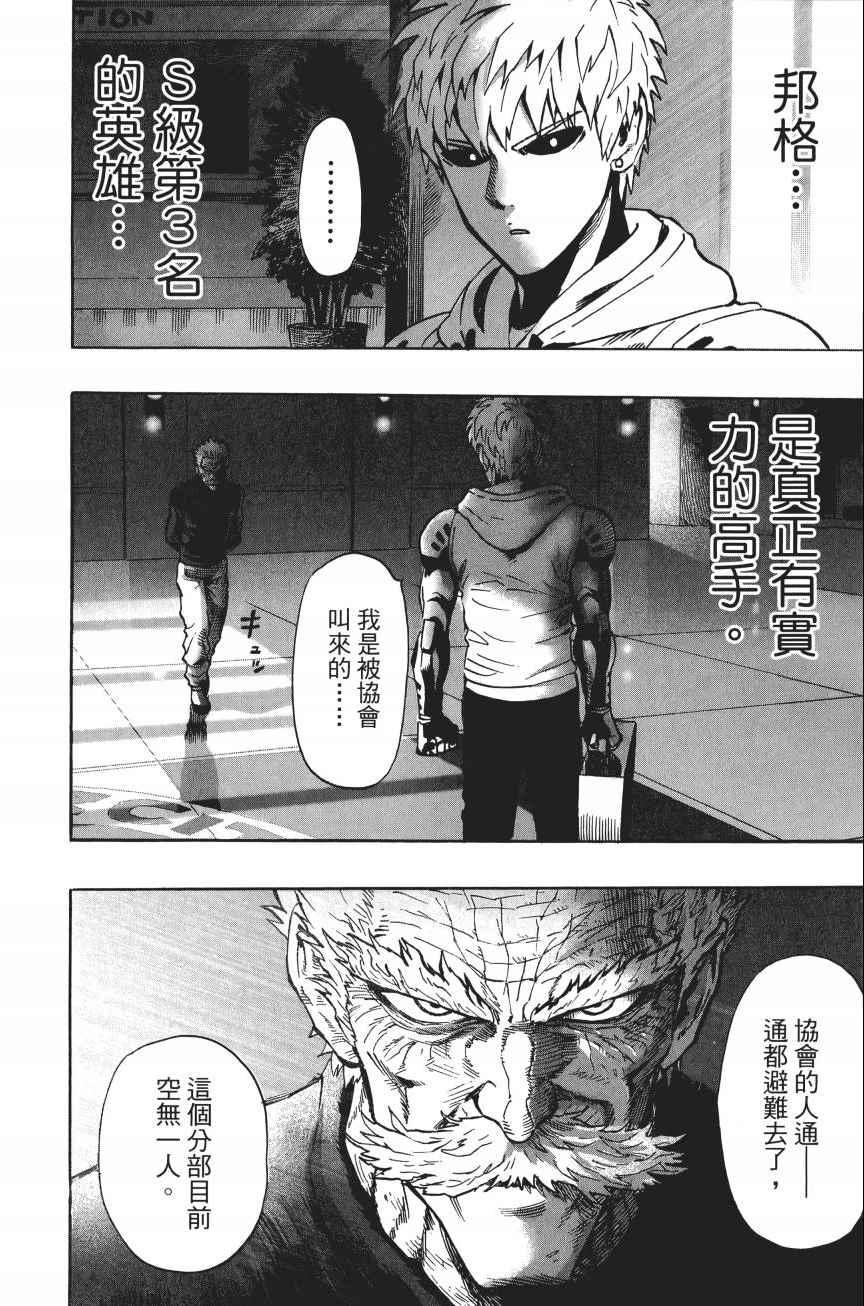 邦格…
………
S級第3名
的英雄…
TION
是真正有實
力的高手。
我是被協會
叫來的……
キュッ
協會的人通——
通都避難去了，
這個分部目前
空無一人。